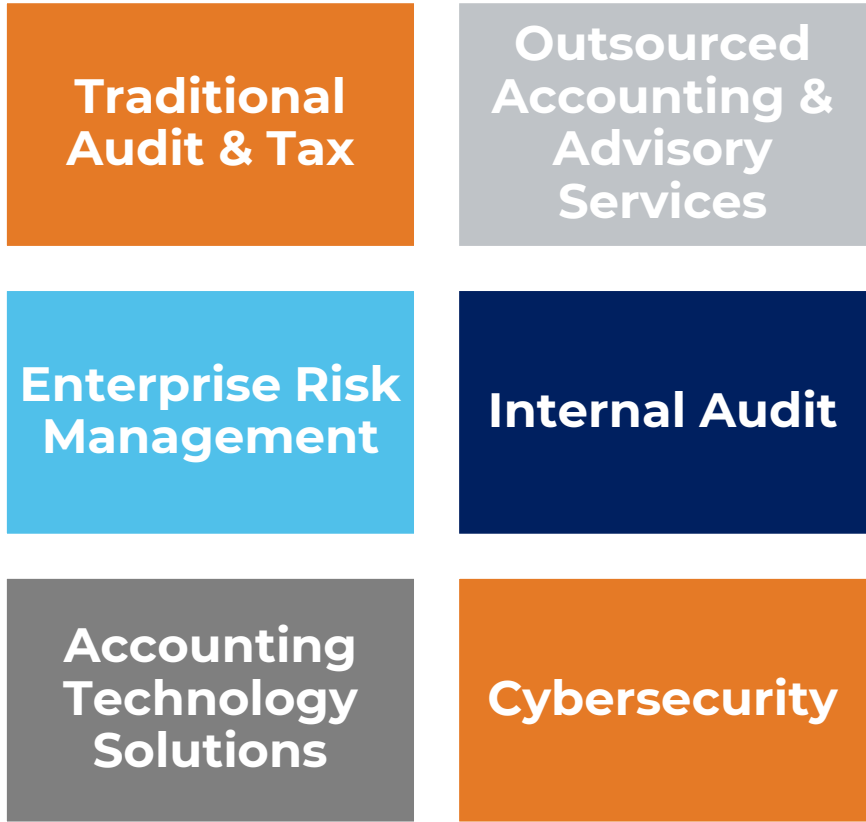 Traditional
Audit & Tax
Outsourced
Accounting &
Advisory
Services
Enterprise Risk
Management
Internal Audit
Accounting
Technology
Solutions
Cybersecurity